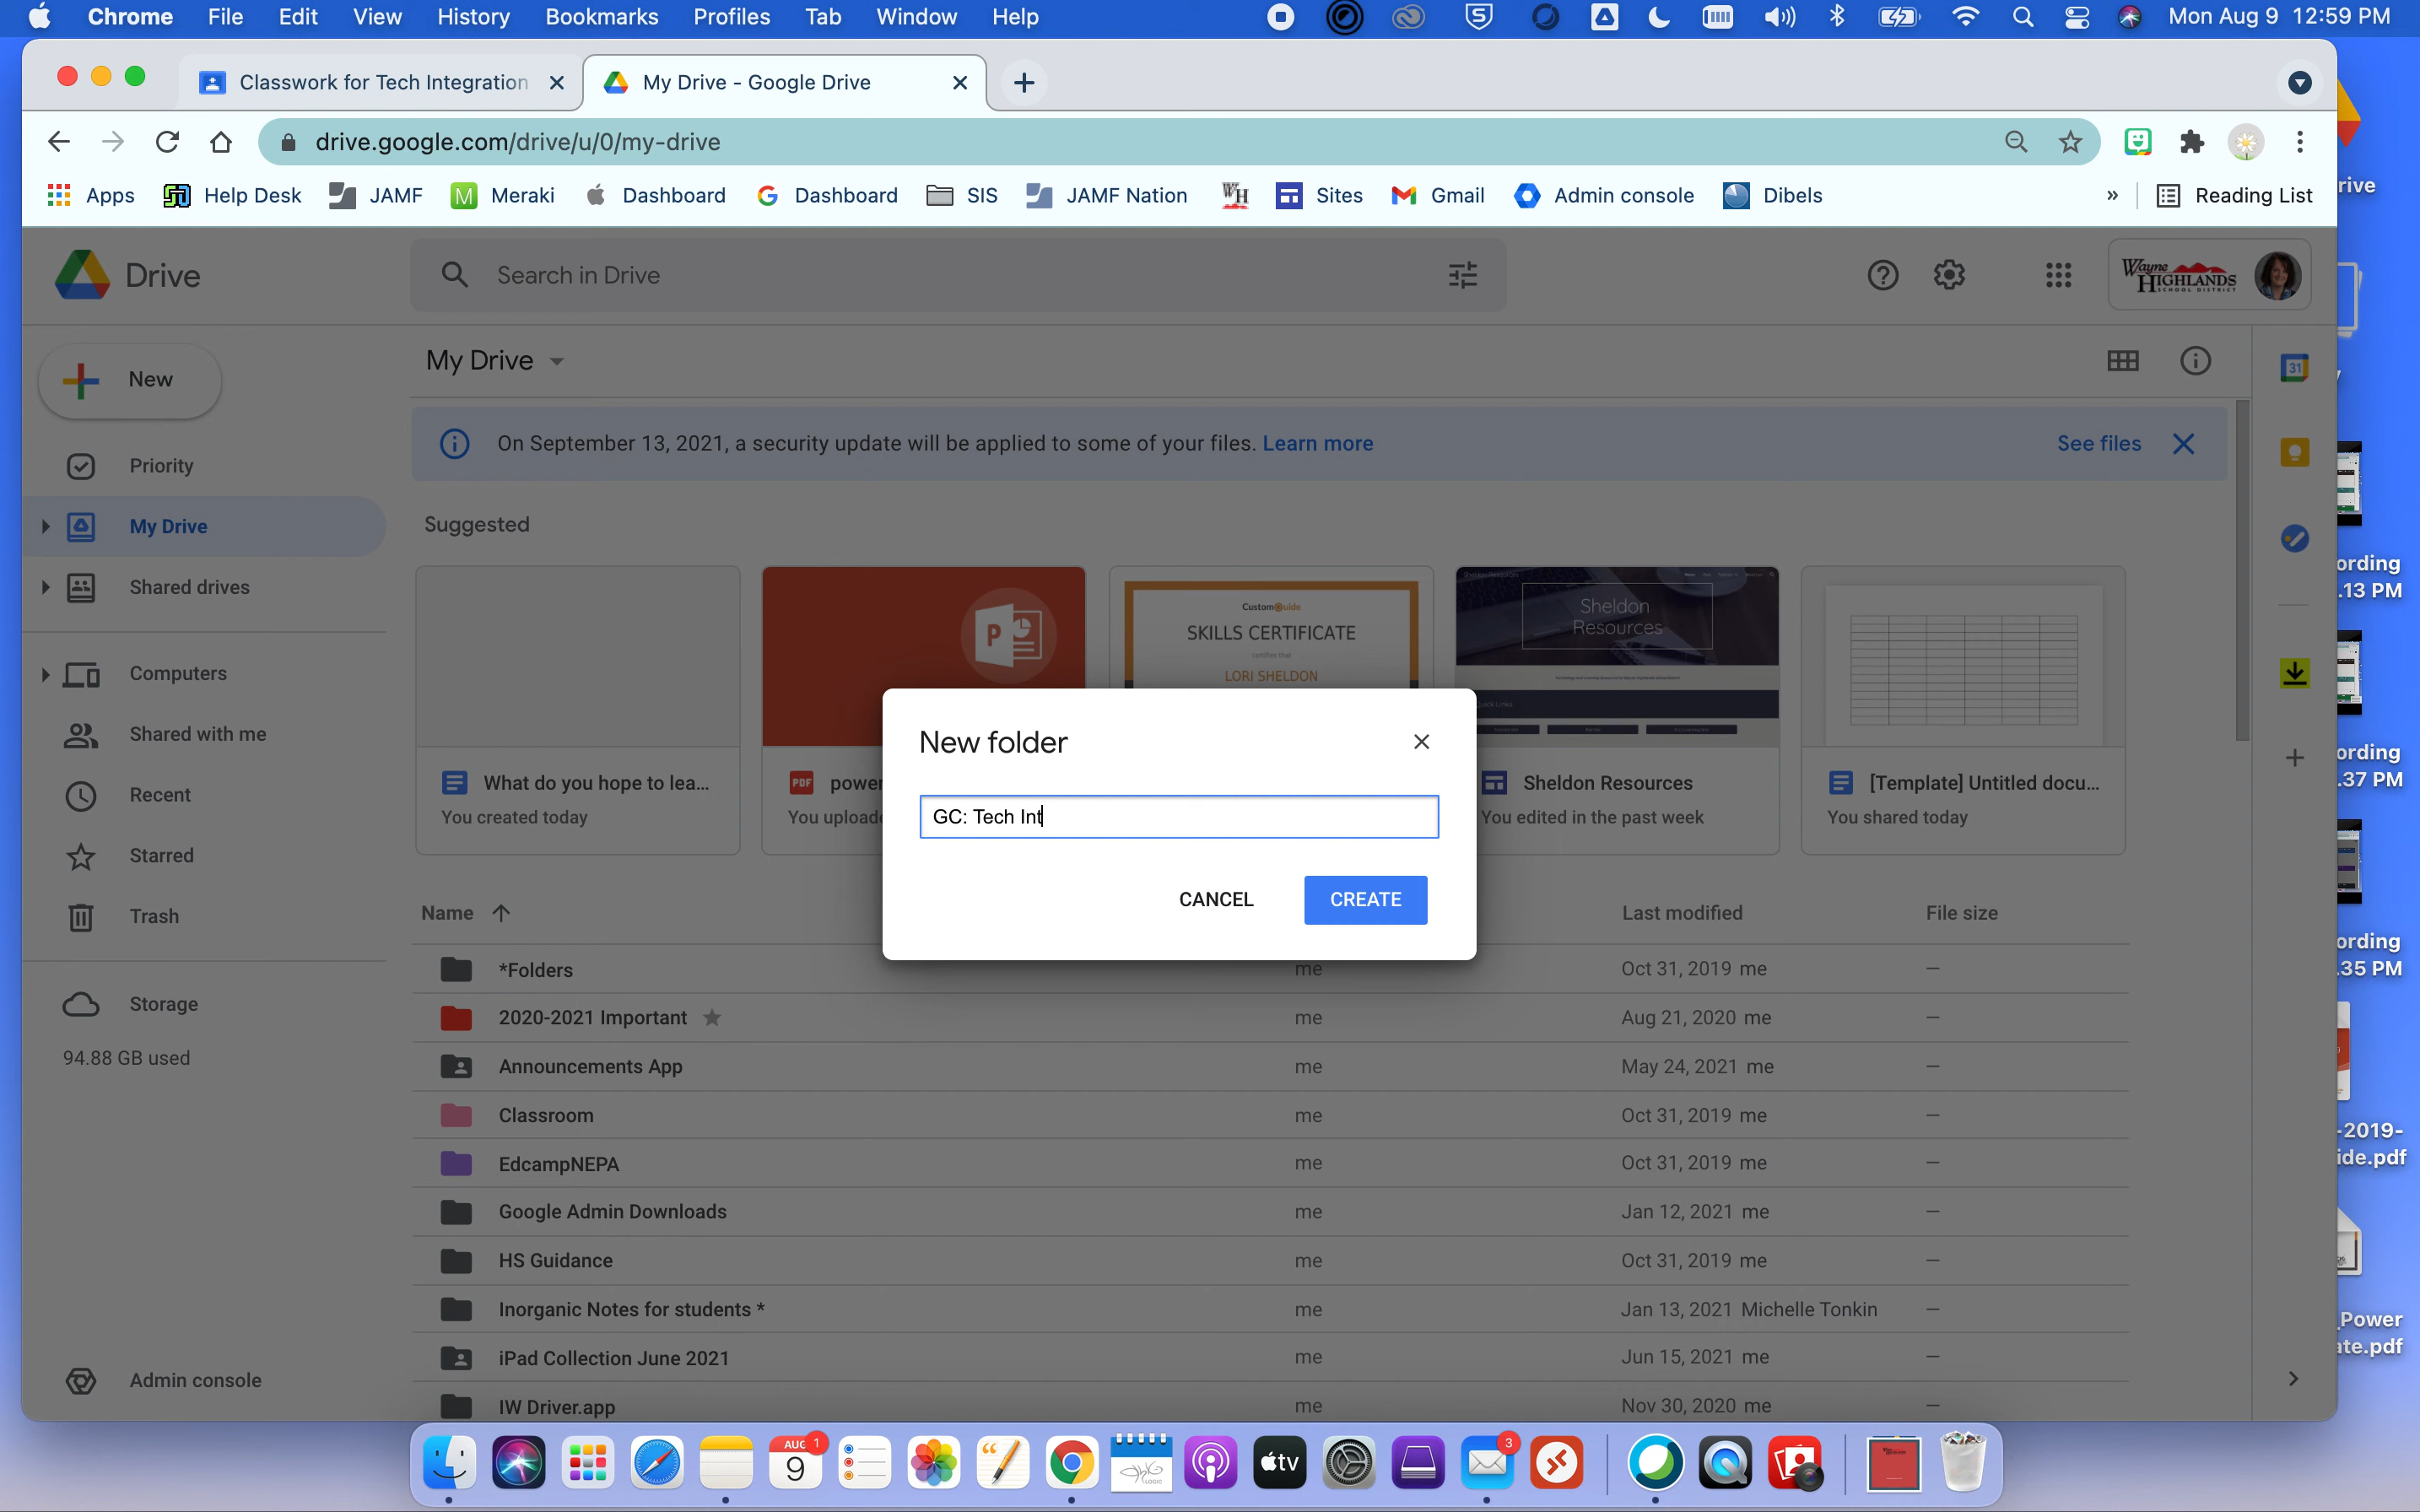 Chrome File Edit View History Bookmarks Profiles Tab Window Help Mon Aug 9 12:59 PM
Classwork for Tech Integration My Drive - Google Drive
drive.google.com/drive/u/0/my-drive
Apps Help Desk JAMF Meraki Dashboard Dashboard SIS JAMF Nation WH Sites Gmail Admin console Dibels » Reading List
Drive Search in Drive Wayne HIGHLANDS SCHOOL DISTRICT
New My Drive
On September 13, 2021, a security update will be applied to some of your files. Learn more See files
Priority
My Drive
Suggested
Shared drives
Computers
Shared with me
Recent
Starred
Trash
Storage
94.88 GB used
Admin console
CustomGuide
SKILLS CERTIFICATE
certifies that
LORI SHELDON
Sheldon
Resources
What do you hope to lea...
You created today
PDF power
You upload
Sheldon Resources
You edited in the past week
[Template] Untitled docu...
You shared today
New folder
GC: Tech Int
CANCEL CREATE
Name Last modified File size
*Folders me Oct 31, 2019 me —
2020-2021 Important me Aug 21, 2020 me —
Announcements App me May 24, 2021 me —
Classroom me Oct 31, 2019 me —
EdcampNEPA me Oct 31, 2019 me —
Google Admin Downloads me Jan 12, 2021 me —
HS Guidance me Oct 31, 2019 me —
Inorganic Notes for students * me Jan 13, 2021 Michelle Tonkin —
iPad Collection June 2021 me Jun 15, 2021 me —
IW Driver.app me Nov 30, 2020 me —
31
rive
ording
.13 PM
ording
.37 PM
ording
.35 PM
-2019-
ide.pdf
Power
ate.pdf
AUG 1
9
tv
3